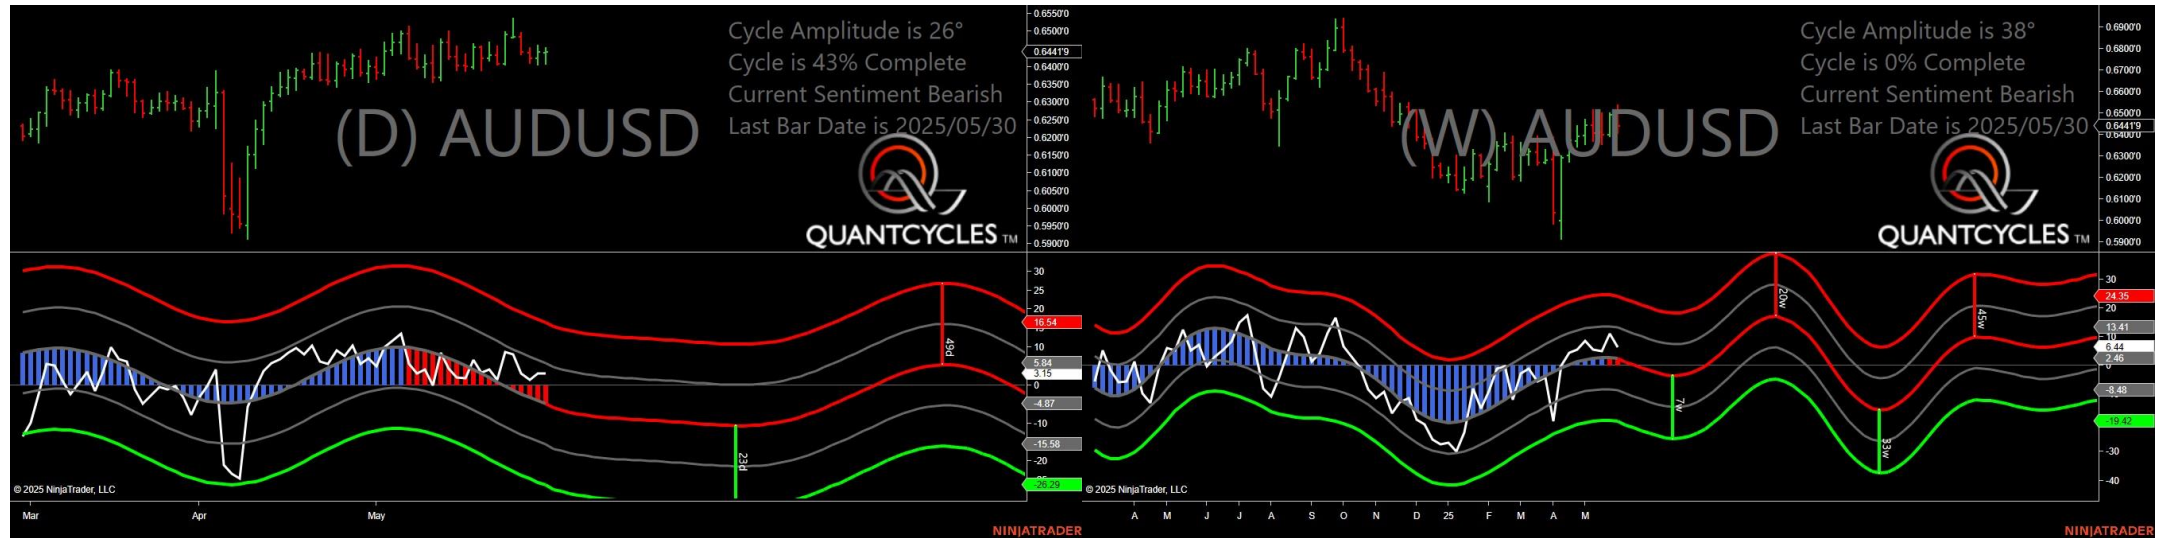 Cycle Amplitude is 26°
Cycle is 43% Complete
Current Sentiment Bearish
Last Bar Date is 2025/05/30
(D) AUDUSD
QUANTCYCLES TM
0.6550'0
0.6500'0
0.6441'9
0.6400'0
0.6350'0
0.6300'0
0.6250'0
0.6200'0
0.6150'0
0.6100'0
0.6050'0
0.6000'0
0.5950'0
0.5900'0
30
25
20
16.54
10
5.84
3.15
0
-4.87
-10
-15.58
-20
-26.29
49d
23d
© 2025 NinjaTrader, LLC
Mar Apr May
NINJATRADER
Cycle Amplitude is 38°
Cycle is 0% Complete
Current Sentiment Bearish
Last Bar Date is 2025/05/30
(W) AUDUSD
QUANTCYCLES TM
0.6900'0
0.6800'0
0.6700'0
0.6600'0
0.6500'0
0.6441'9
0.6400'0
0.6300'0
0.6200'0
0.6100'0
0.6000'0
0.5900'0
30
24.35
20
13.41
6.44
2.46
-8.48
-19.42
-30
-40
20w
45w
7w
33w
© 2025 NinjaTrader, LLC
A M J J A S O N D 25 F M A M
NINJATRADER